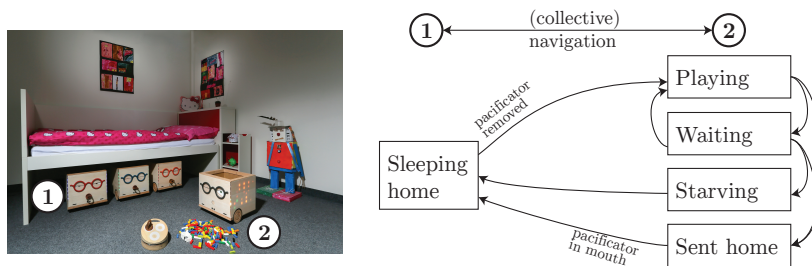 1
2
1
(collective)
navigation
2
pacificator
removed
Sleeping
home
Playing
Waiting
Starving
Sent home
pacificator
in mouth